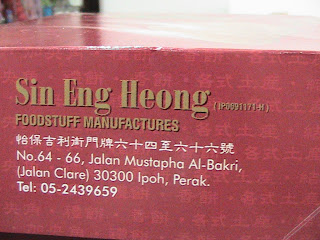 Sin Eng Heong (IP0091171-H)
FOODSTUFF MANUFACTURES
怡保吉利街門牌六十四至六十六號
No.64 - 66, Jalan Mustapha Al-Bakri,
(Jalan Clare) 30300 Ipoh, Perak.
Tel: 05-2439659